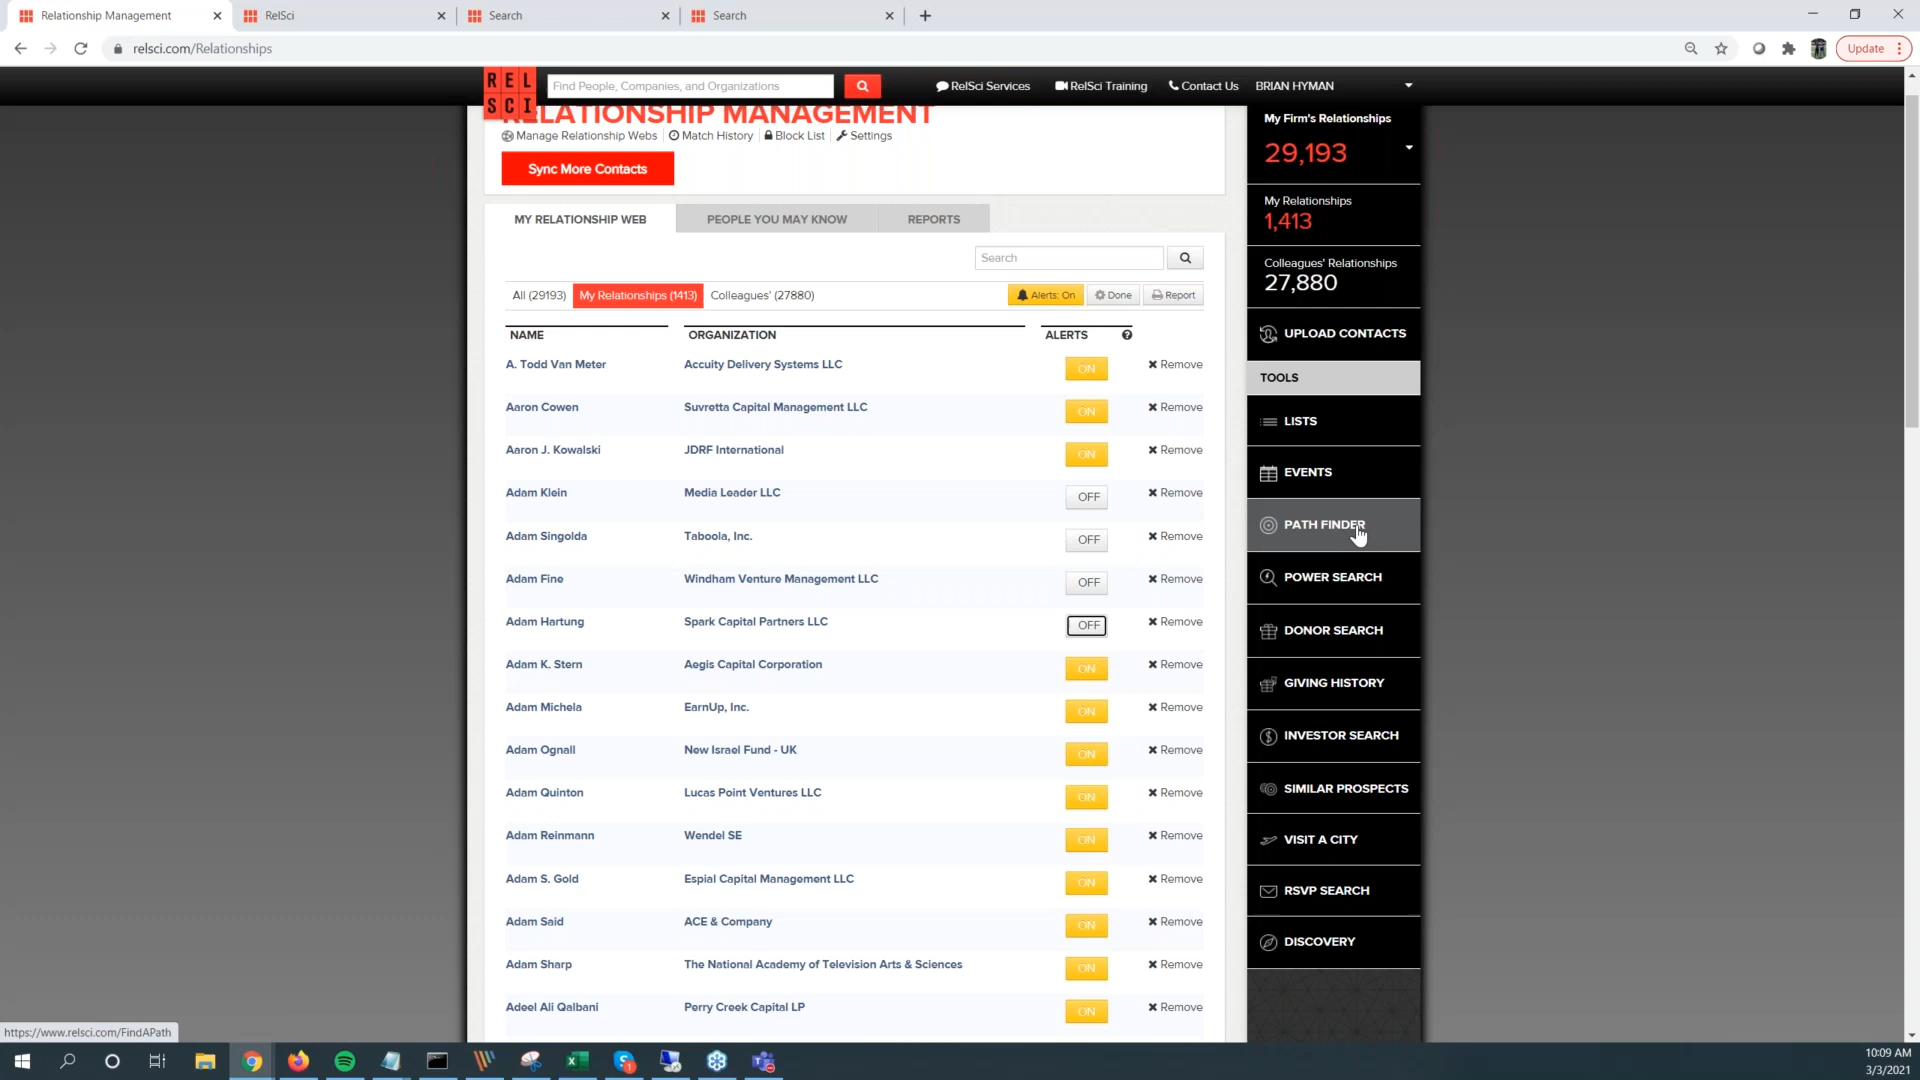 Relationship Management
RelSci
Search
Search
relsci.com/Relationships
Update
REL
SCI
Find People, Companies, and Organizations
RelSci Services
RelSci Training
Contact Us
BRIAN HYMAN
RELATIONSHIP MANAGEMENT
Manage Relationship Webs
Match History
Block List
Settings
Sync More Contacts
MY RELATIONSHIP WEB
PEOPLE YOU MAY KNOW
REPORTS
Search
All (29193)
My Relationships (1413)
Colleagues' (27880)
Alerts: On
Done
Report
NAME ORGANIZATION ALERTS ?
A. Todd Van Meter Accuity Delivery Systems LLC ON Remove
Aaron Cowen Suvretta Capital Management LLC ON Remove
Aaron J. Kowalski JDRF International ON Remove
Adam Klein Media Leader LLC OFF Remove
Adam Singolda Taboola, Inc. OFF Remove
Adam Fine Windham Venture Management LLC OFF Remove
Adam Hartung Spark Capital Partners LLC OFF Remove
Adam K. Stern Aegis Capital Corporation ON Remove
Adam Michela EarnUp, Inc. ON Remove
Adam Ognall New Israel Fund - UK ON Remove
Adam Quinton Lucas Point Ventures LLC ON Remove
Adam Reinmann Wendel SE ON Remove
Adam S. Gold Espial Capital Management LLC ON Remove
Adam Said ACE & Company ON Remove
Adam Sharp The National Academy of Television Arts & Sciences ON Remove
Adeel Ali Qalbani Perry Creek Capital LP ON Remove
My Firm's Relationships
29,193
My Relationships
1,413
Colleagues' Relationships
27,880
UPLOAD CONTACTS
TOOLS
LISTS
EVENTS
PATH FINDER
POWER SEARCH
DONOR SEARCH
GIVING HISTORY
INVESTOR SEARCH
SIMILAR PROSPECTS
VISIT A CITY
RSVP SEARCH
DISCOVERY
https://www.relsci.com/FindAPath
10:09 AM
3/3/2021